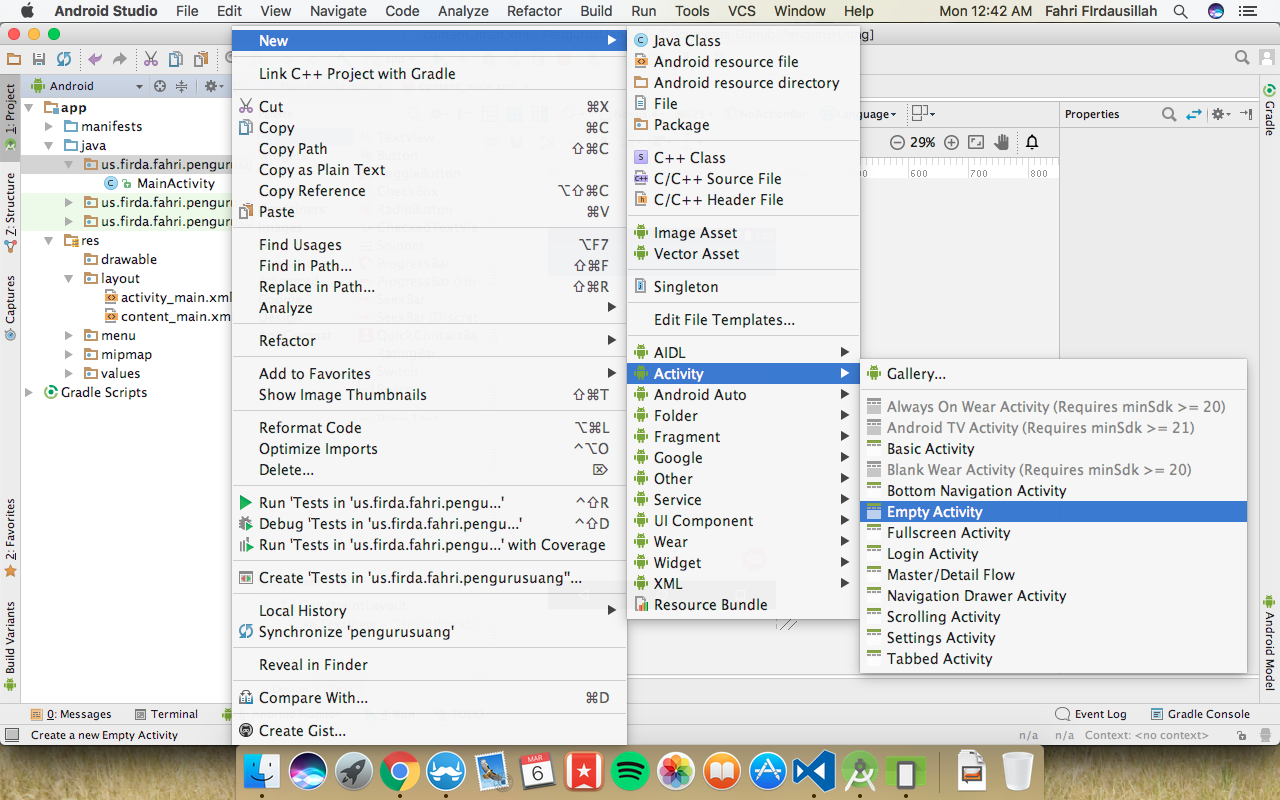 Android Studio File Edit View Navigate Code Analyze Refactor Build Run Tools VCS Window Help Mon 12:42 AM Fahri FIrdausillah
Android
1: Project
Z: Structure
Captures
2: Favorites
Build Variants
app
manifests
java
us.firda.fahri.pengurusu
MainActivity
us.firda.fahri.pengur
us.firda.fahri.pengur
res
drawable
layout
activity_main.xml
content_main.xm
menu
mipmap
values
Gradle Scripts
New
Link C++ Project with Gradle
Cut ⌘X
Copy ⌘C
Copy Path ⇧⌘C
Copy as Plain Text
Copy Reference ⌥⇧⌘C
Paste ⌘V
Find Usages ⌥F7
Find in Path... ⇧⌘F
Replace in Path... ⇧⌘R
Analyze
Refactor
Add to Favorites
Show Image Thumbnails ⇧⌘T
Reformat Code ⌥⌘L
Optimize Imports ^⌥O
Delete... ⌦
Run 'Tests in 'us.firda.fahri.pengu...' ^⇧R
Debug 'Tests in 'us.firda.fahri.pengu...' ^⇧D
Run 'Tests in 'us.firda.fahri.pengu...' with Coverage
Create 'Tests in 'us.firda.fahri.pengurusuang''...
Local History
Synchronize 'pengurusuang'
Reveal in Finder
Compare With... ⌘D
Create Gist...
Java Class
Android resource file
Android resource directory
File
Package
C++ Class
C/C++ Source File
C/C++ Header File
Image Asset
Vector Asset
Singleton
Edit File Templates...
AIDL
Activity
Android Auto
Folder
Fragment
Google
Other
Service
UI Component
Wear
Widget
XML
Resource Bundle
Gallery...
Always On Wear Activity (Requires minSdk >= 20)
Android TV Activity (Requires minSdk >= 21)
Basic Activity
Blank Wear Activity (Requires minSdk >= 20)
Bottom Navigation Activity
Empty Activity
Fullscreen Activity
Login Activity
Master/Detail Flow
Navigation Drawer Activity
Scrolling Activity
Settings Activity
Tabbed Activity
Language
29%
600 700 800
Properties
Gradle
Android Model
0: Messages Terminal Event Log Gradle Console
Create a new Empty Activity n/a n/a Context: <no context>
MAR
6